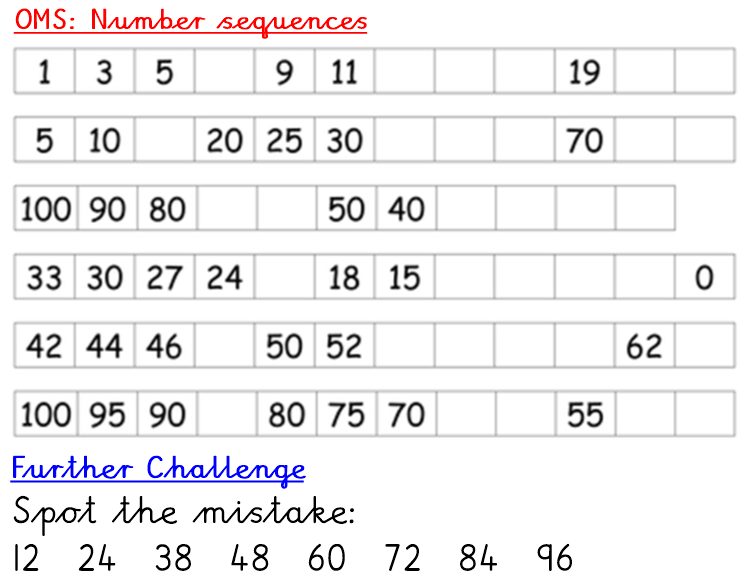 OMS: Number sequences
1 3 5 9 11 19
5 10 20 25 30 70
100 90 80 50 40
33 30 27 24 18 15 0
42 44 46 50 52 62
100 95 90 80 75 70 55
Further Challenge
Spot the mistake:
12 24 38 48 60 72 84 96